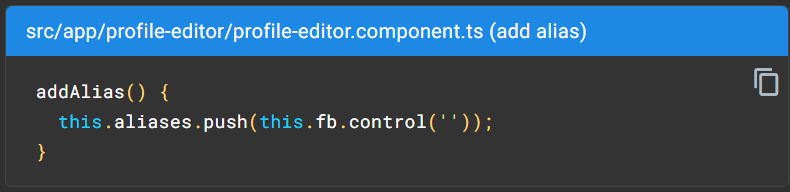 src/app/profile-editor/profile-editor.component.ts (add alias)
addAlias() {
  this.aliases.push(this.fb.control(''));
}